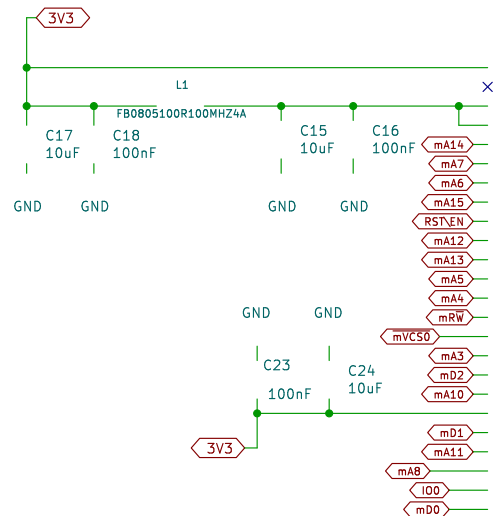 3V3
L1
FB0805100R100MHZ4A
C17
10uF
C18
100nF
C15
10uF
C16
100nF
GND
GND
GND
GND
mA14
mA7
mA6
mA15
RST\EN
mA12
mA13
mA5
mA4
mRW̅
m̅V̅C̅S̅0̅
mA3
mD2
mA10
GND
GND
C23
100nF
C24
10uF
3V3
mD1
mA11
mA8
IO0
mD0